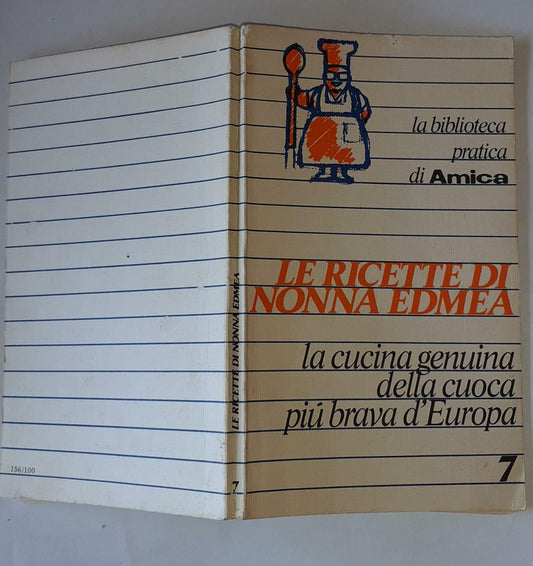 la biblioteca
pratica
di Amica
LE RICETTE DI
NONNA EDMEA
la cucina genuina
della cuoca
piú brava d'Europa
7
LE RICETTE DI NONNA EDMEA
7
156/100